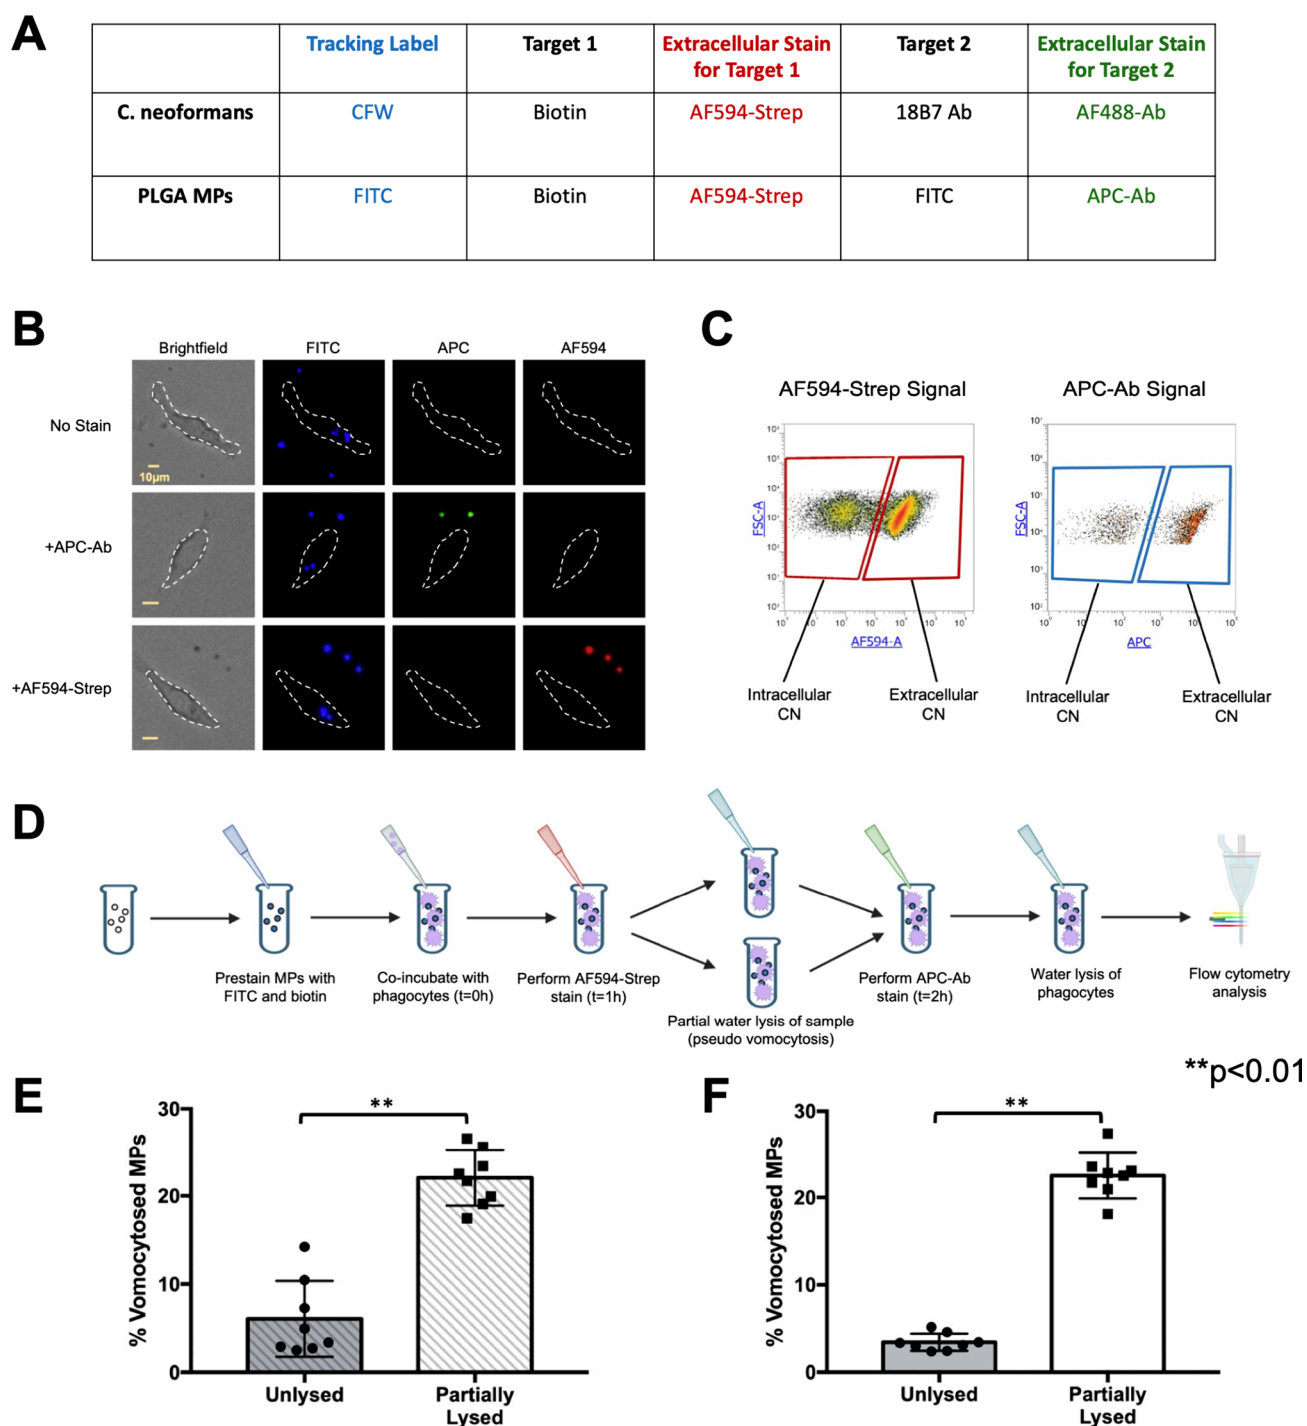 A
Tracking Label
Target 1
Extracellular Stain
for Target 1
Target 2
Extracellular Stain
for Target 2
C. neoformans
CFW
Biotin
AF594-Strep
18B7 Ab
AF488-Ab
PLGA MPs
FITC
Biotin
AF594-Strep
FITC
APC-Ab
B
Brightfield
FITC
APC
AF594
No Stain
10μm
+APC-Ab
+AF594-Strep
C
AF594-Strep Signal
APC-Ab Signal
FSC-A
AF594-A
FSC-A
APC
Intracellular
CN
Extracellular
CN
Intracellular
CN
Extracellular
CN
D
Prestain MPs with
FITC and biotin
Co-incubate with
phagocytes (t=0h)
Perform AF594-Strep
stain (t=1h)
Partial water lysis of sample
(pseudo vomocytosis)
Perform APC-Ab
stain (t=2h)
Water lysis of
phagocytes
Flow cytometry
analysis
**p<0.01
E
% Vomocytosed MPs
30
20
10
0
**
Unlysed
Partially
Lysed
F
% Vomocytosed MPs
30
20
10
0
**
Unlysed
Partially
Lysed